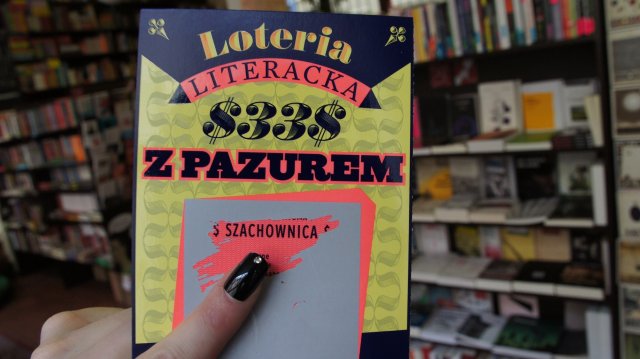 Loteria
LITERACKA
$33$
Z PAZUREM
$ SZACHOWNICA $